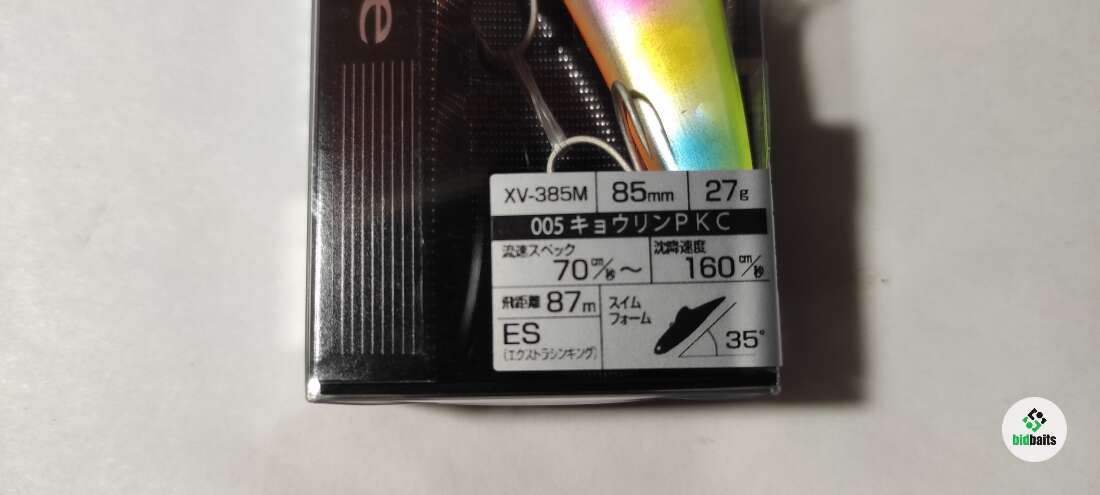 e
XV-385M 85mm 27g
005 キョウリンPKC
流速スペック 70cm/秒～
沈降速度 160cm/秒
飛距離 87m
ES
(エクストラシンキング)
スイム
フォーム
35°
bidbaits